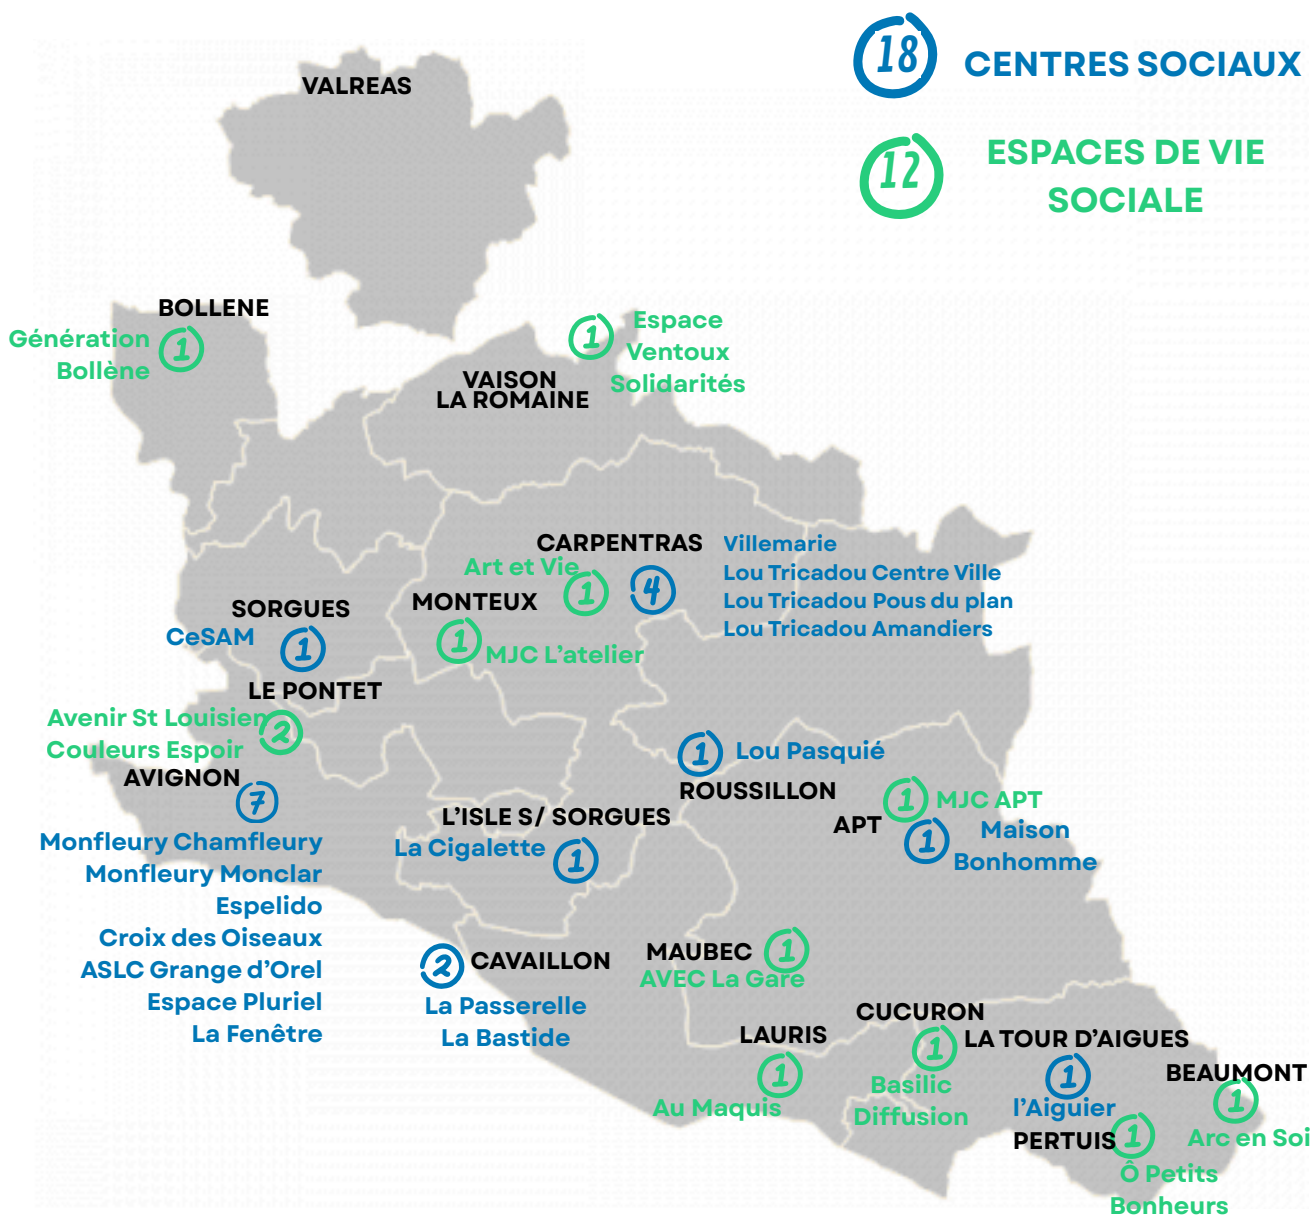 18
CENTRES SOCIAUX
12
ESPACES DE VIE
SOCIALE
VALREAS
BOLLENE
Génération
Bollène
1
1
Espace
Ventoux
Solidarités
VAISON
LA ROMAINE
CARPENTRAS
Art et Vie
1
4
Villemarie
Lou Tricadou Centre Ville
Lou Tricadou Pous du plan
Lou Tricadou Amandiers
MONTEUX
1
MJC L'atelier
SORGUES
CeSAM
1
LE PONTET
Avenir St Louisien
Couleurs Espoir
2
AVIGNON
7
Monfleury Chamfleury
Monfleury Monclar
Espelido
Croix des Oiseaux
ASLC Grange d'Orel
Espace Pluriel
La Fenêtre
1
Lou Pasquié
ROUSSILLON
L'ISLE S/ SORGUES
La Cigalette
1
APT
1
MJC APT
1
Maison
Bonhomme
2
CAVAILLON
La Passerelle
La Bastide
MAUBEC
1
AVEC La Gare
LAURIS
1
Au Maquis
CUCURON
1
Basilic
Diffusion
LA TOUR D'AIGUES
1
l'Aiguier
PERTUIS
1
Ô Petits
Bonheurs
BEAUMONT
1
Arc en Soi